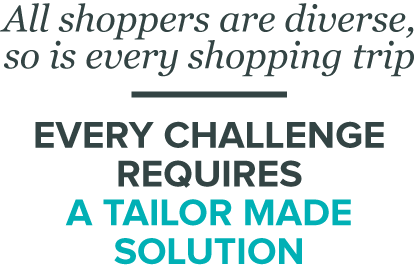 All shoppers are diverse,
so is every shopping trip
EVERY CHALLENGE
REQUIRES
A TAILOR MADE
SOLUTION